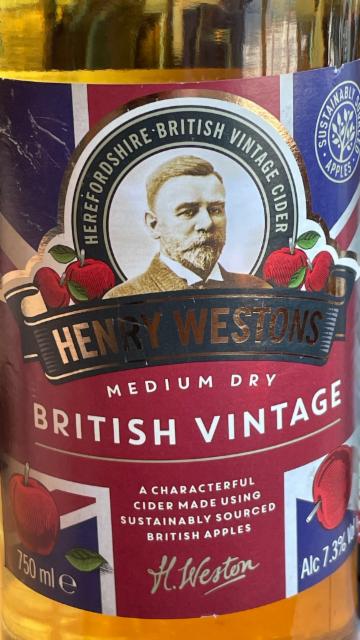 HEREFORDSHIRE·BRITISH VINTAGE CIDER
SUSTAINABLY
APPLES
HENRY WESTONS
MEDIUM DRY
BRITISH VINTAGE
A CHARACTERFUL
CIDER MADE USING
SUSTAINABLY SOURCED
BRITISH APPLES
H. Weston
750 ml e
Alc 7.3%